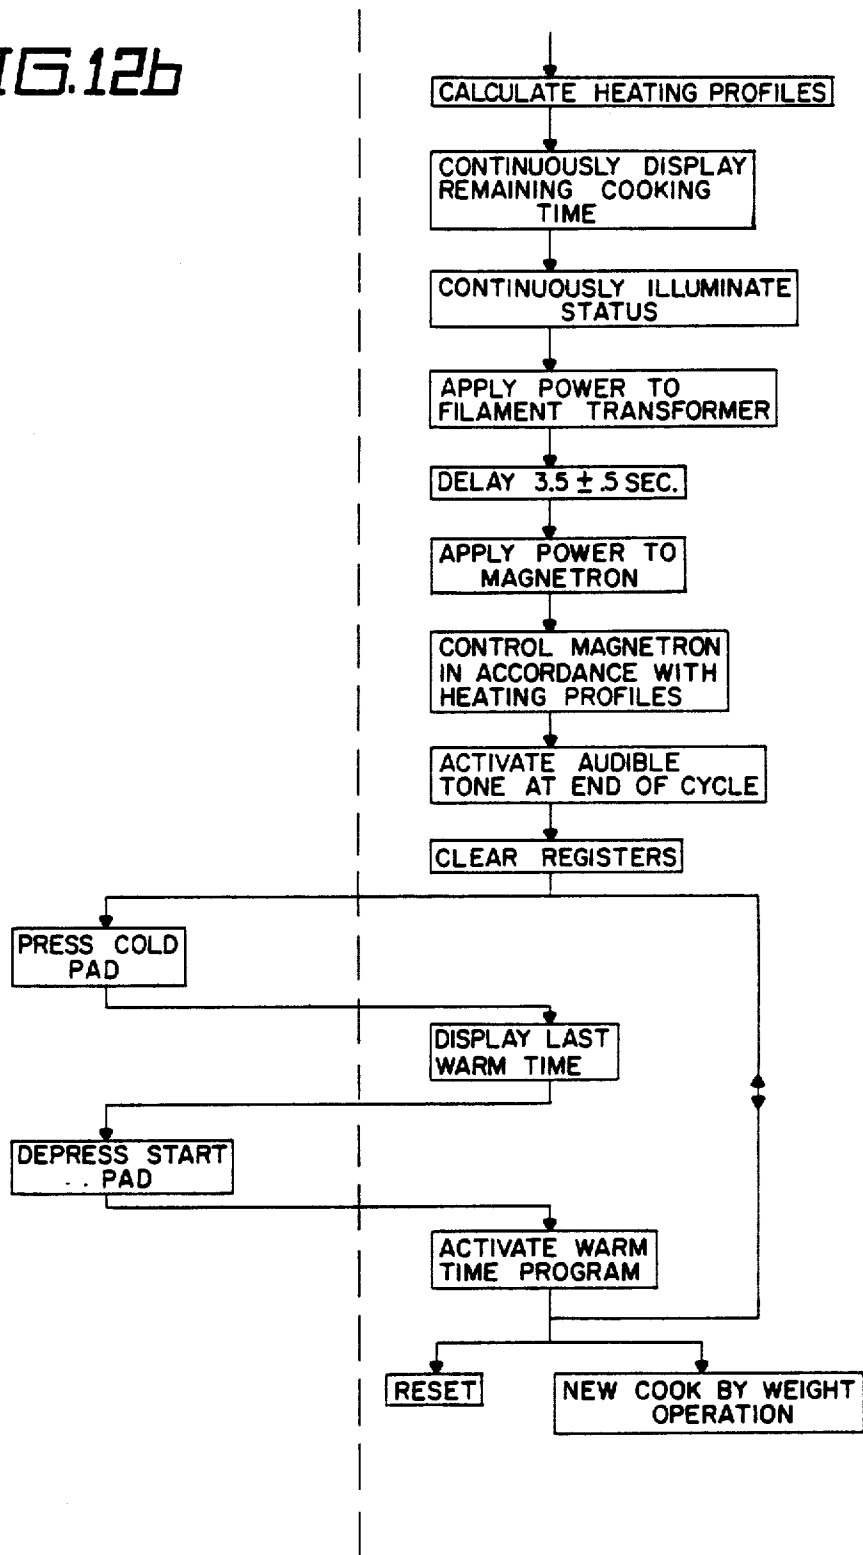 IG.12b
CALCULATE HEATING PROFILES
CONTINUOUSLY DISPLAY
REMAINING COOKING
TIME
CONTINUOUSLY ILLUMINATE
STATUS
APPLY POWER TO
FILAMENT TRANSFORMER
DELAY 3.5 ± .5 SEC.
APPLY POWER TO
MAGNETRON
CONTROL MAGNETRON
IN ACCORDANCE WITH
HEATING PROFILES
ACTIVATE AUDIBLE
TONE AT END OF CYCLE
CLEAR REGISTERS
PRESS COLD
PAD
DISPLAY LAST
WARM TIME
DEPRESS START
PAD
ACTIVATE WARM
TIME PROGRAM
RESET
NEW COOK BY WEIGHT
OPERATION